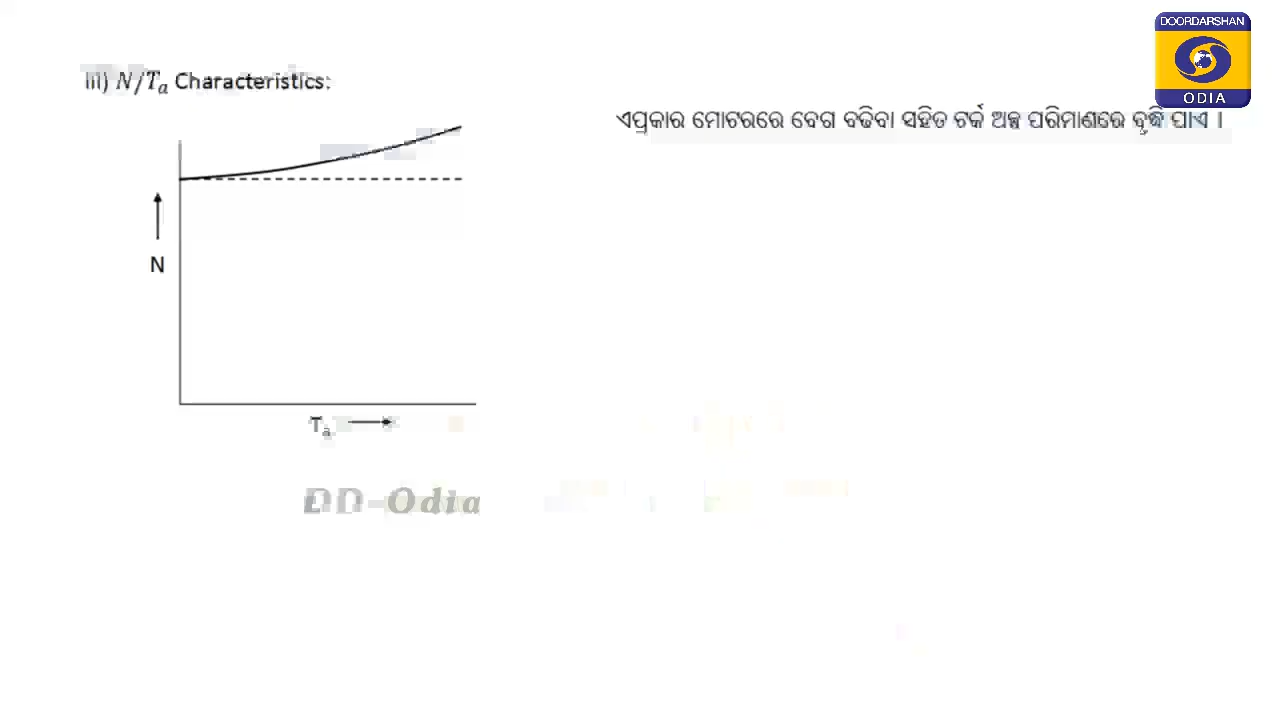 iii) N/Tₐ Characteristics:
DOORDARSHAN
ODIA
ଏପ୍ରକାର ମୋଟରରେ ବେଗ ବଢିବା ସହିତ ଟର୍କ ଅଳ୍ପ ପରିମାଣରେ ବୃଦ୍ଧି ପାଏ ।
N
Tₐ
DD-Odia